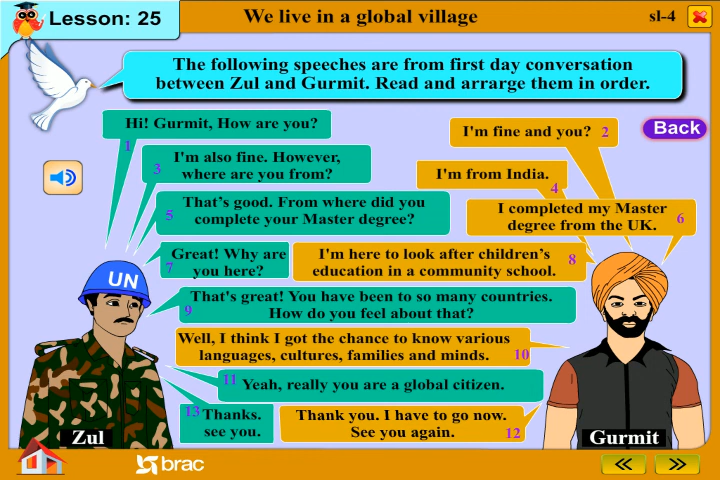 Lesson: 25
We live in a global village
sl-4
The following speeches are from first day conversation
between Zul and Gurmit. Read and arrarge them in order.
Hi! Gurmit, How are you?
1
I'm fine and you? 2
Back
I'm also fine. However,
where are you from?
3
I'm from India.
4
That's good. From where did you
complete your Master degree?
5
I completed my Master
degree from the UK.
6
Great! Why are
you here?
7
I'm here to look after children's
education in a community school.
8
That's great! You have been to so many countries.
How do you feel about that?
9
Well, I think I got the chance to know various
languages, cultures, families and minds.
10
11 Yeah, really you are a global citizen.
Thank you. I have to go now.
See you again.
12
13 Thanks.
see you.
UN
Zul
Gurmit
brac